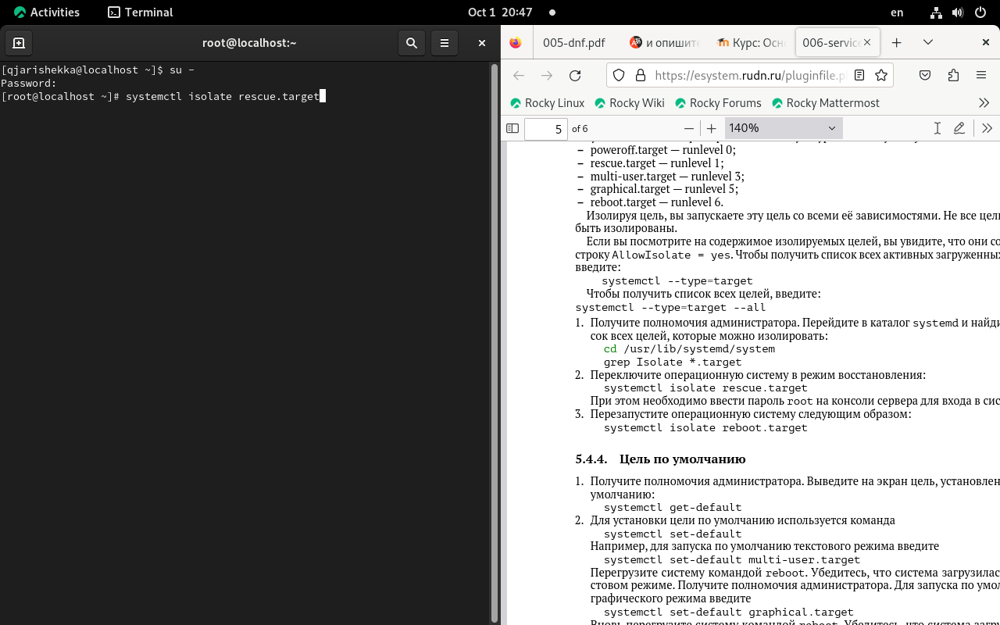 Activities
Terminal
Oct 1 20:47
en
root@localhost:~
[qjarishekka@localhost ~]$ su -
Password:
[root@localhost ~]# systemctl isolate rescue.target
005-dnf.pdf
и опишите
Курс: Осн
006-service
https://esystem.rudn.ru/pluginfile.p
Rocky Linux
Rocky Wiki
Rocky Forums
Rocky Mattermost
5 of 6
140%
– poweroff.target — runlevel 0;
– rescue.target — runlevel 1;
– multi-user.target — runlevel 3;
– graphical.target — runlevel 5;
– reboot.target — runlevel 6.
Изолируя цель, вы запускаете эту цель со всеми её зависимостями. Не все цел
быть изолированы.
Если вы посмотрите на содержимое изолируемых целей, вы увидите, что они со
строку AllowIsolate = yes. Чтобы получить список всех активных загруженных
введите:
systemctl --type=target
Чтобы получить список всех целей, введите:
systemctl --type=target --all
1. Получите полномочия администратора. Перейдите в каталог systemd и найди
сок всех целей, которые можно изолировать:
cd /usr/lib/systemd/system
grep Isolate *.target
2. Переключите операционную систему в режим восстановления:
systemctl isolate rescue.target
При этом необходимо ввести пароль root на консоли сервера для входа в сис
3. Перезапустите операционную систему следующим образом:
systemctl isolate reboot.target
5.4.4. Цель по умолчанию
1. Получите полномочия администратора. Выведите на экран цель, установлен
умолчанию:
systemctl get-default
2. Для установки цели по умолчанию используется команда
systemctl set-default
Например, для запуска по умолчанию текстового режима введите
systemctl set-default multi-user.target
Перегрузите систему командой reboot. Убедитесь, что система загрузилас
стовом режиме. Получите полномочия администратора. Для запуска по умол
графического режима введите
systemctl set-default graphical.target
Вновь перегрузите систему командой reboot. Убедитесь, что система загру